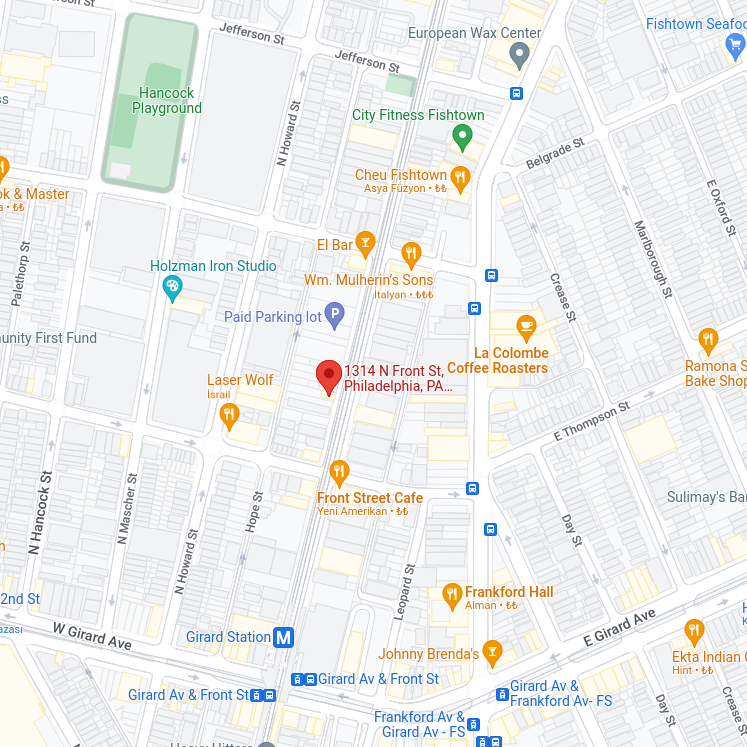 son St
Jefferson St
European Wax Center
Fishtown Seafoo
Jefferson St
Hancock
Playground
City Fitness Fishtown
N Howard St
Belgrade St
Cheu Fishtown
Asya Füzyon • ₺₺
ok & Master
a • ₺₺
E Oxford St
Palethorp St
El Bar
Marlborough St
Holzman Iron Studio
Wm. Mulherin's Sons
İtalyan • ₺₺₺
Crease St
Paid Parking lot
P
unity First Fund
La Colombe
Coffee Roasters
1314 N Front St,
Philadelphia, PA...
Ramona S
Bake Shop
Laser Wolf
İsrail
E Thompson St
N Hancock St
N Mascher St
Hope St
Front Street Cafe
Yeni Amerikan • ₺₺
Sulimay's Bar
Day St
N Howard St
Leopard St
Frankford Hall
Alman • ₺₺
2nd St
azası
W Girard Ave
Girard Station
M
E Girard Ave
Johnny Brenda's
Ekta Indian C
Hint • ₺₺
Girard Av & Front St
Girard Av & Front St
Girard Av &
Frankford Av- FS
Frankford Av &
Girard Av - FS
Day St
Crease St
Heavy Hitters